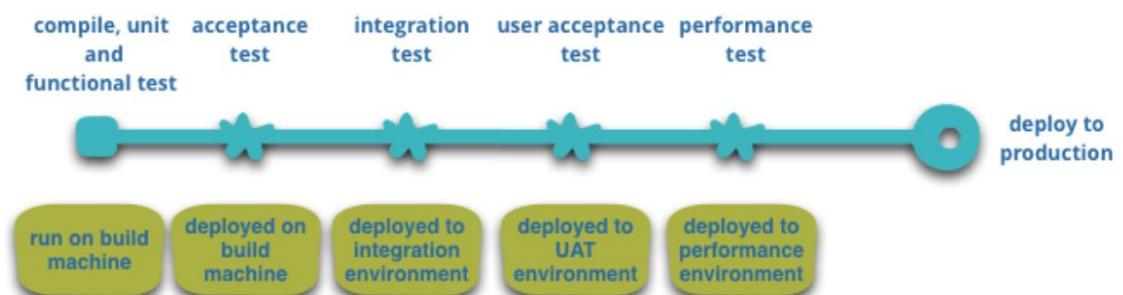 compile, unit
and
functional test
acceptance
test
integration
test
user acceptance
test
performance
test
deploy to
production
run on build
machine
deployed on
build
machine
deployed to
integration
environment
deployed to
UAT
environment
deployed to
performance
environment